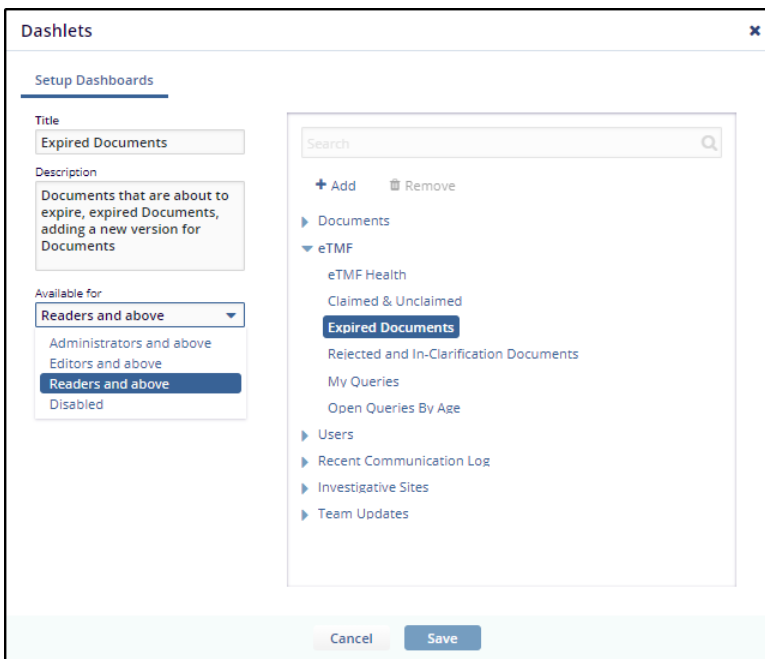 Dashlets
Setup Dashboards
Title
Expired Documents
Description
Documents that are about to
expire, expired Documents,
adding a new version for
Documents
Available for
Readers and above
Administrators and above
Editors and above
Readers and above
Disabled
Search
Add
Remove
Documents
eTMF
eTMF Health
Claimed & Unclaimed
Expired Documents
Rejected and In-Clarification Documents
My Queries
Open Queries By Age
Users
Recent Communication Log
Investigative Sites
Team Updates
Cancel
Save